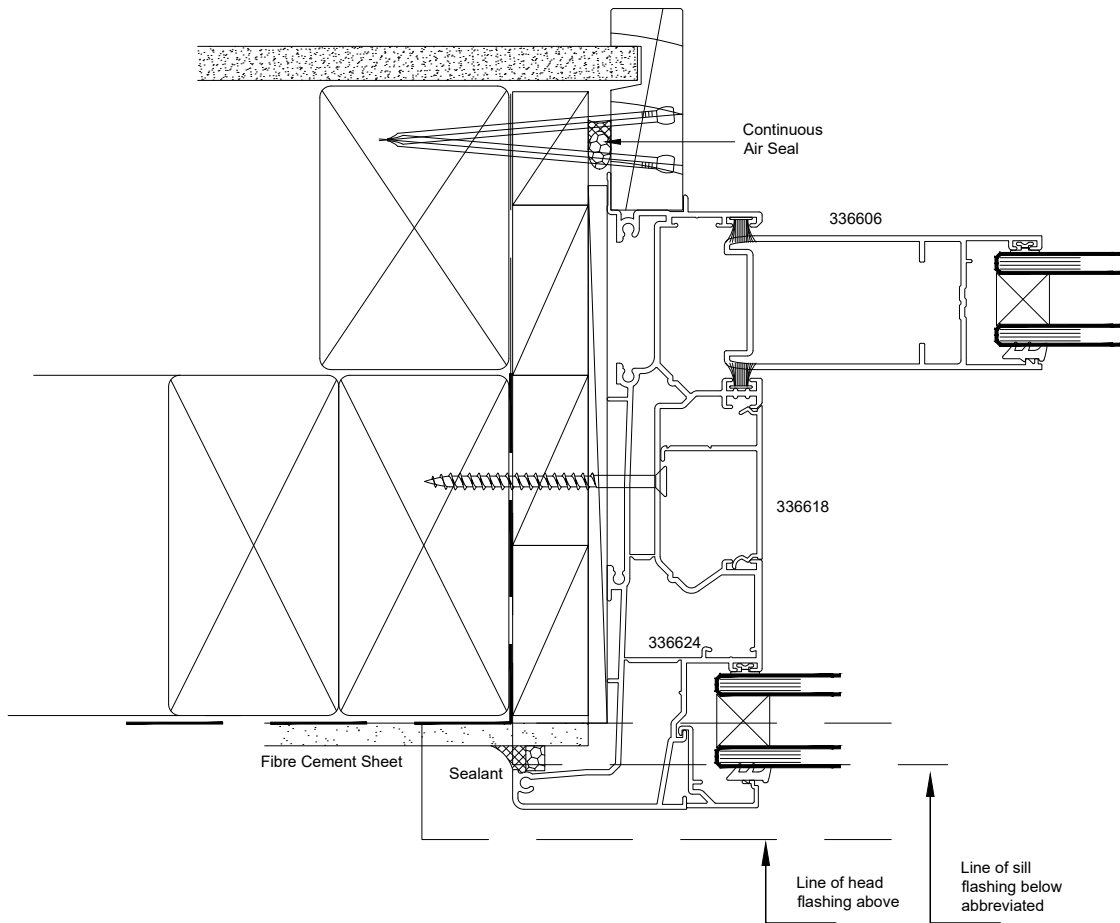 Continuous
Air Seal
336606
336618
336624
Fibre Cement Sheet
Sealant
Line of head
flashing above
Line of sill
flashing below
abbreviated